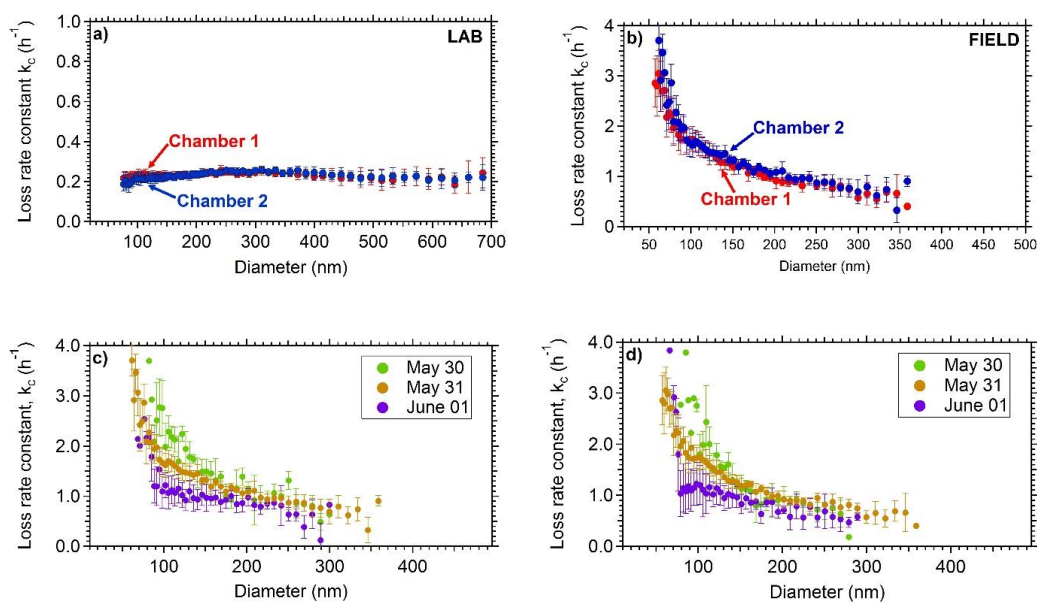 a) LAB
1.0
0.8
0.6
0.4
0.2
0.0
Loss rate constant kc (h-1)
Chamber 1
Chamber 2
100 200 300 400 500 600 700
Diameter (nm)
b) FIELD
4
3
2
1
0
Loss rate constant kc (h-1)
Chamber 2
Chamber 1
50 100 150 200 250 300 350 400 450 500
Diameter (nm)
c)
4.0
3.0
2.0
1.0
0.0
Loss rate constant, kc (h-1)
May 30
May 31
June 01
100 200 300 400
Diameter (nm)
d)
4.0
3.0
2.0
1.0
0.0
Loss rate constant, kc (h-1)
May 30
May 31
June 01
100 200 300 400
Diameter (nm)